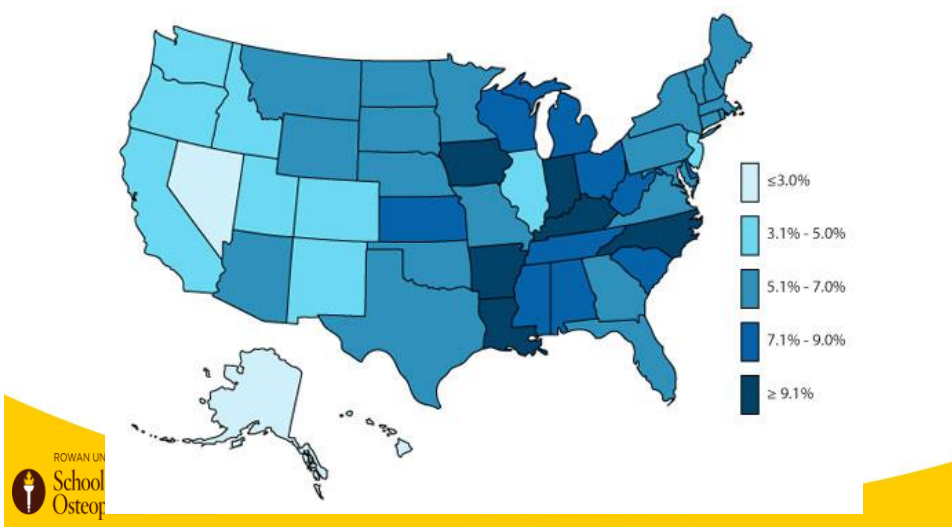 ≤3.0%
3.1% - 5.0%
5.1% - 7.0%
7.1% - 9.0%
≥ 9.1%
ROWAN UN
School
Osteop